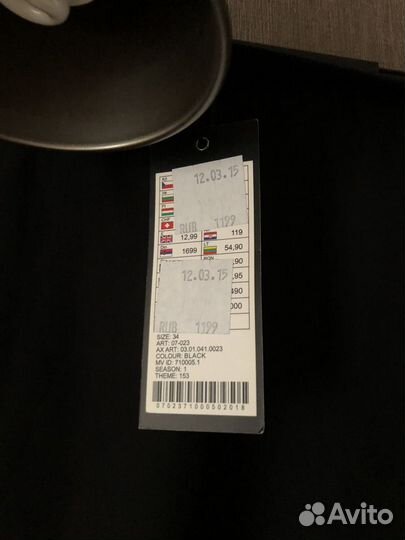 12.03.15
RUB 1199
12,99 119
1699 54,90
12.03.15 ,90
,95
490
000
RUB 1199
SIZE: 34
ART: 07-023
AX ART: 03.01.041.0023
COLOUR: BLACK
MV ID: 710005.1
SEASON: 1
THEME: 153
0702371000502018
Avito